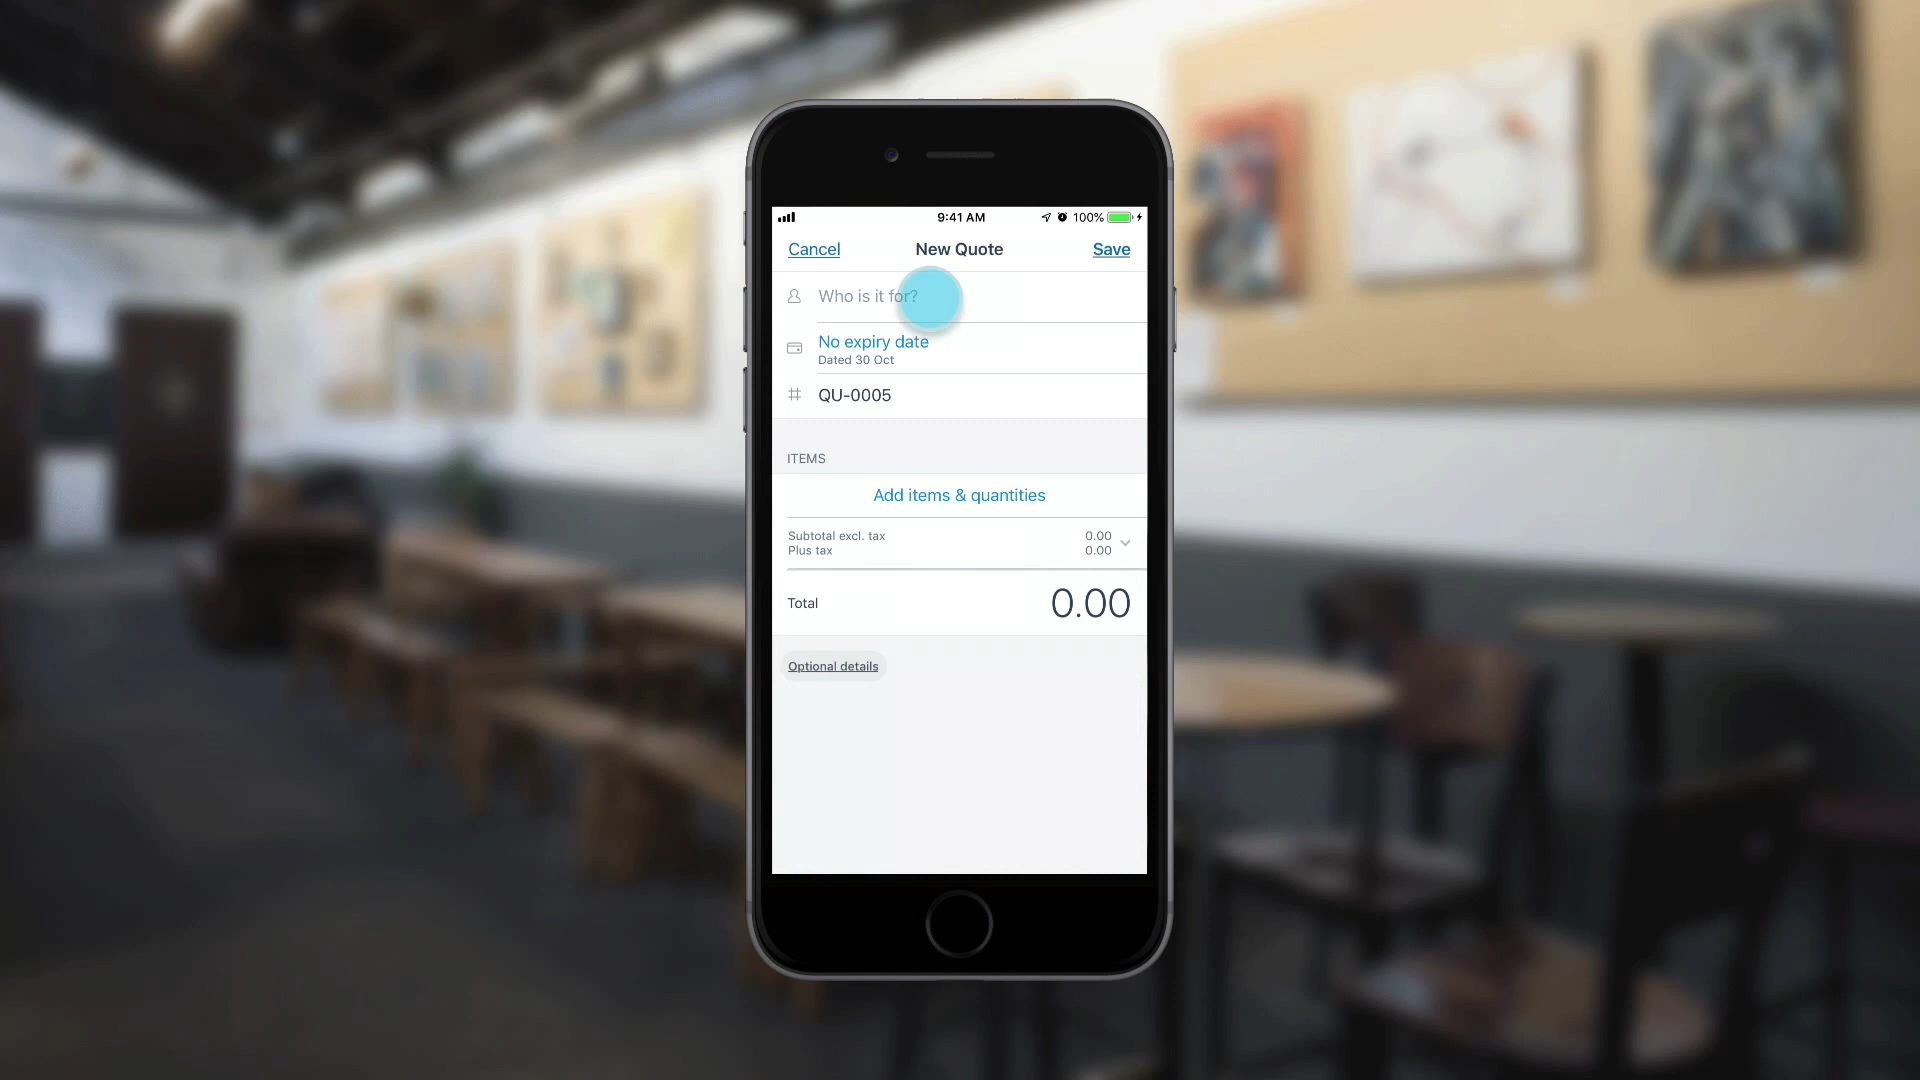 9:41 AM
100%
Cancel
New Quote
Save
Who is it for?
No expiry date
Dated 30 Oct
QU-0005
ITEMS
Add items & quantities
Subtotal excl. tax 0.00
Plus tax 0.00
Total 0.00
Optional details